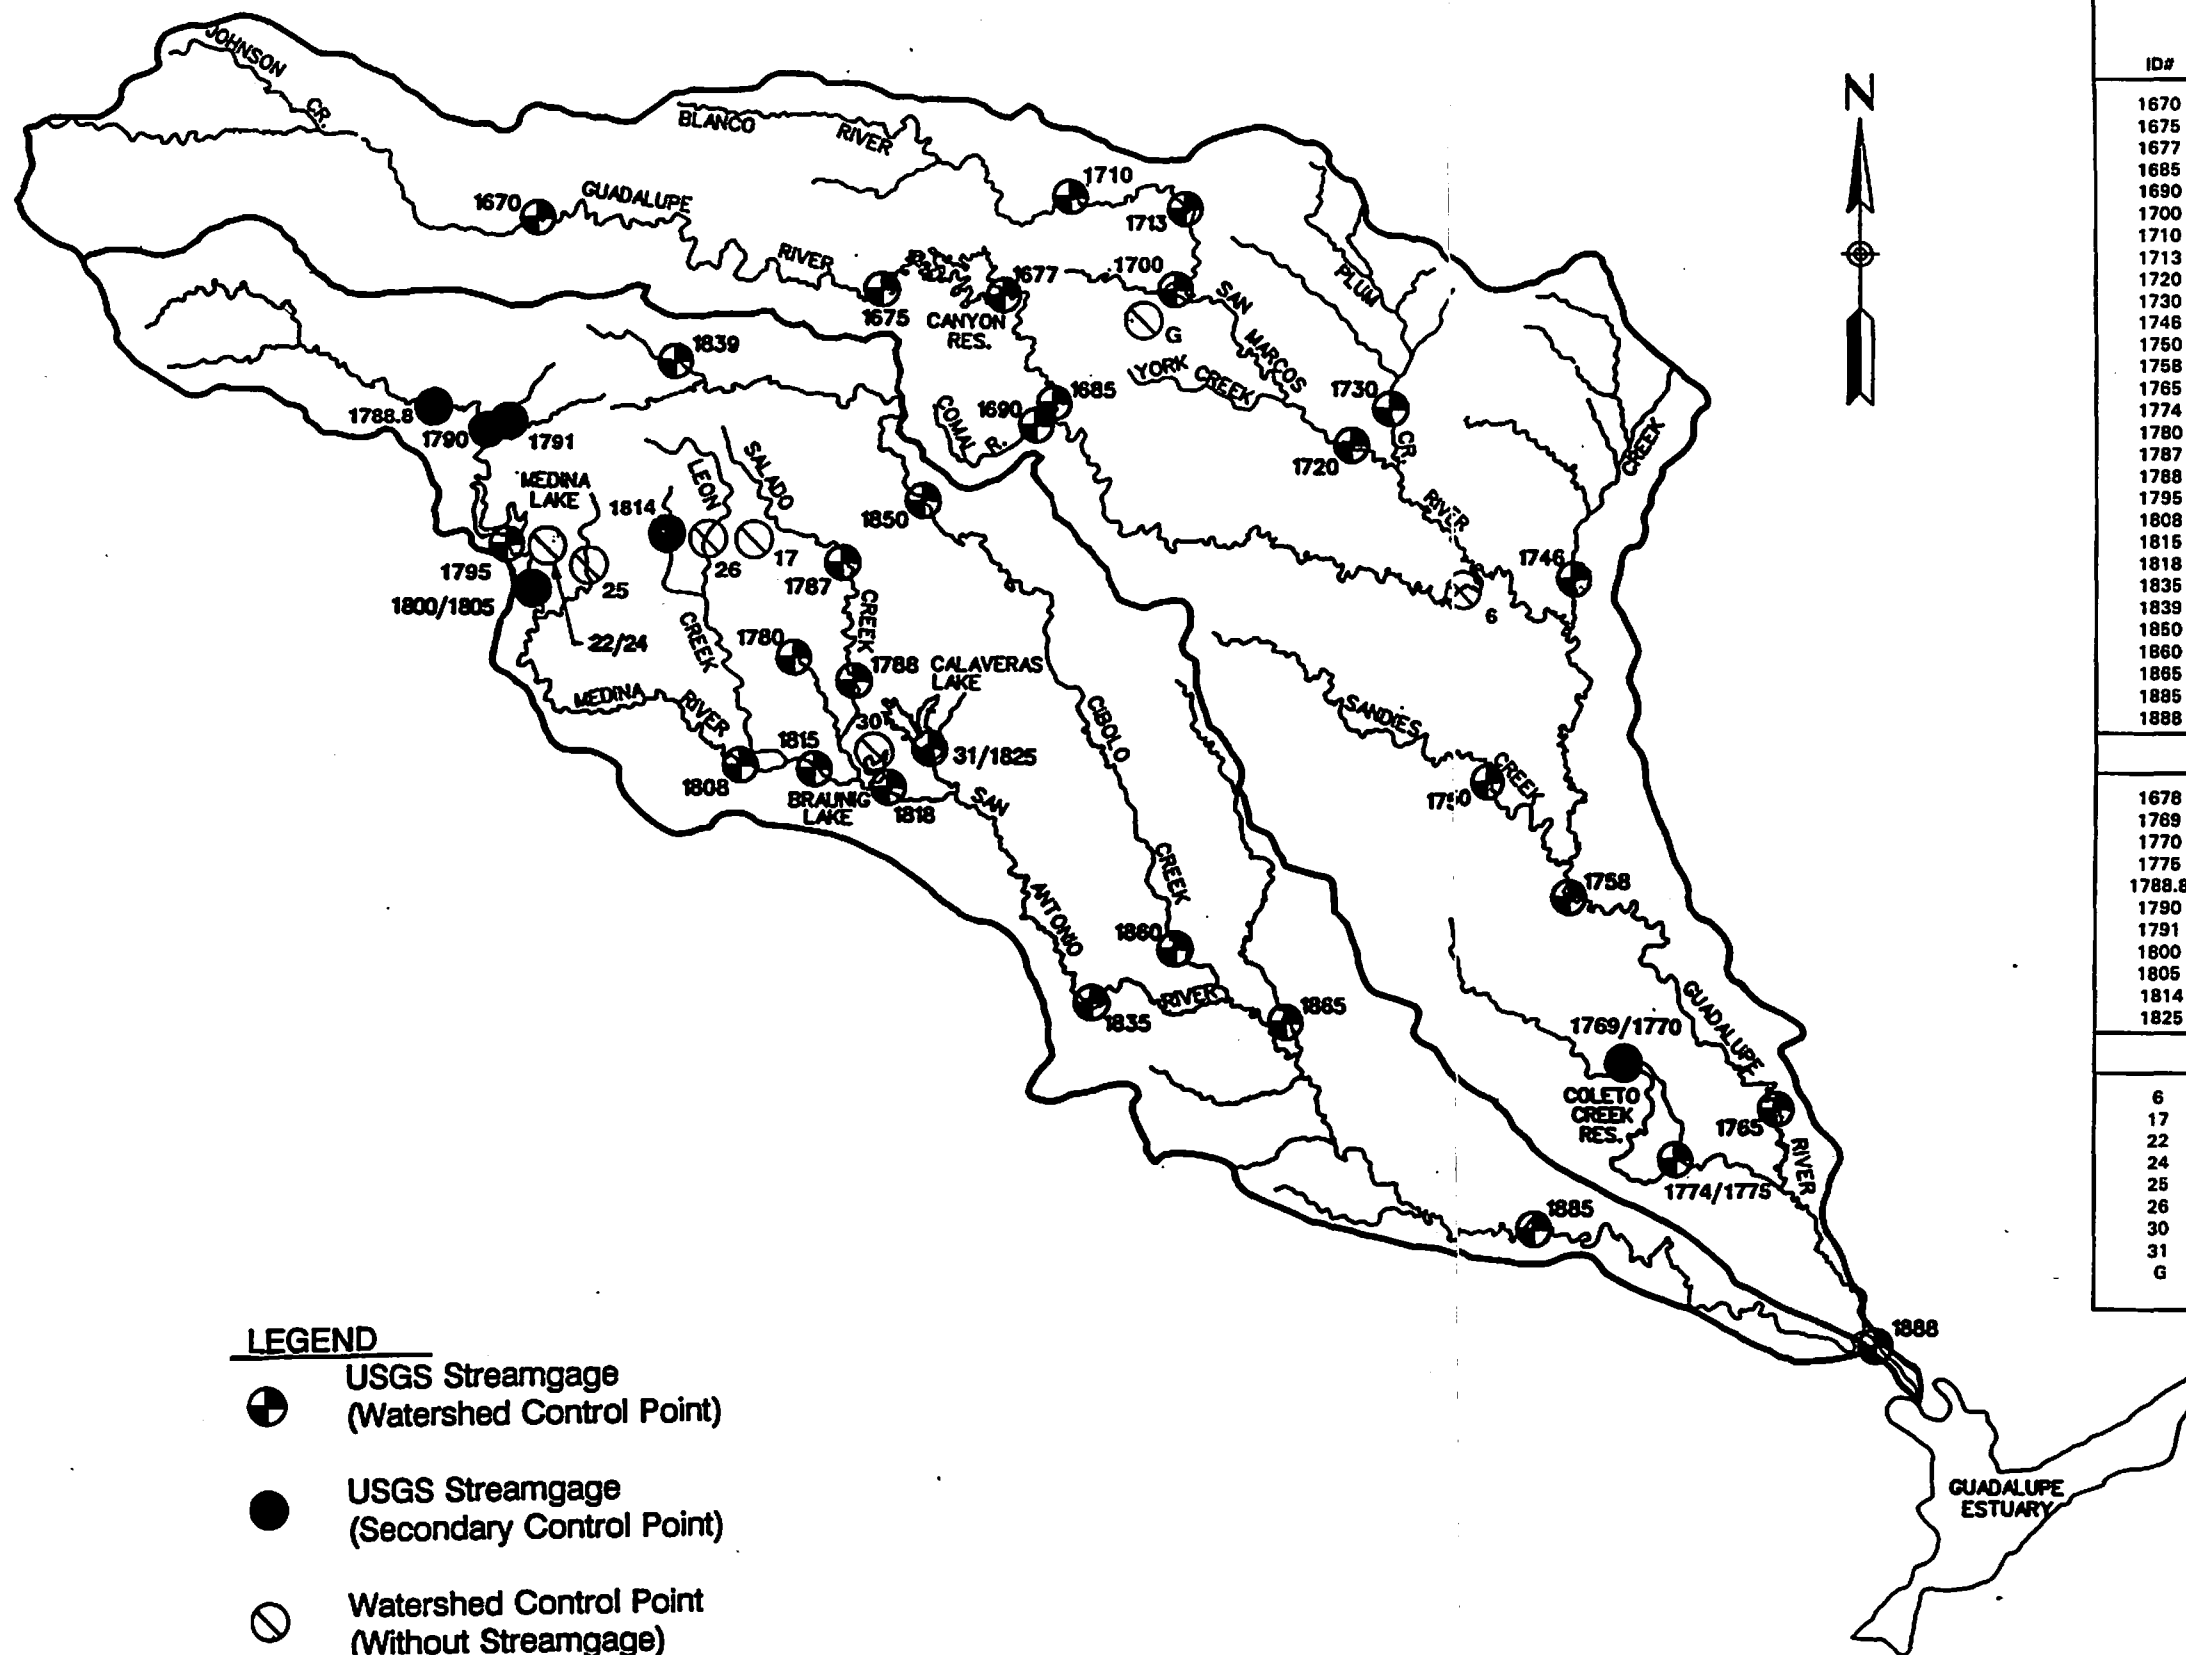 JOHNSON
CR.
BLANCO
RIVER
1710
1713
1670
GUADALUPE
RIVER
1675
1677
CANYON
RES.
1700
G
SAN
MARCOS
PLUM
CR.
YORK
CREEK
1839
1788.8
1790
1791
1685
1690
COMAL
R.
1730
1720
RIVER
CREEK
MEDINA
LAKE
1814
LEON
SALADO
1850
1795
1800/1805
25
22/24
26
17
1787
1746
6
CREEK
CREEK
1780
1788
CALAVERAS
LAKE
MEDINA
RIVER
30
31/1825
1815
1808
BRAUNIG
LAKE
1818
SAN
CIBOLO
CREEK
SANDIES
CREEK
1758
ANTONIO
1860
1835
RIVER
1865
GUADALUPE
1769/1770
COLETO
CREEK
RES.
1765
RIVER
1774/1775
1885
1888
GUADALUPE
ESTUARY
N
LEGEND
USGS Streamgage
(Watershed Control Point)
USGS Streamgage
(Secondary Control Point)
Watershed Control Point
(Without Streamgage)
ID#
1670
1675
1677
1685
1690
1700
1710
1713
1720
1730
1746
1750
1758
1765
1774
1780
1787
1788
1795
1808
1815
1818
1835
1839
1850
1860
1865
1885
1888
1678
1769
1770
1775
1788.8
1790
1791
1800
1805
1814
1825
6
17
22
24
25
26
30
31
G